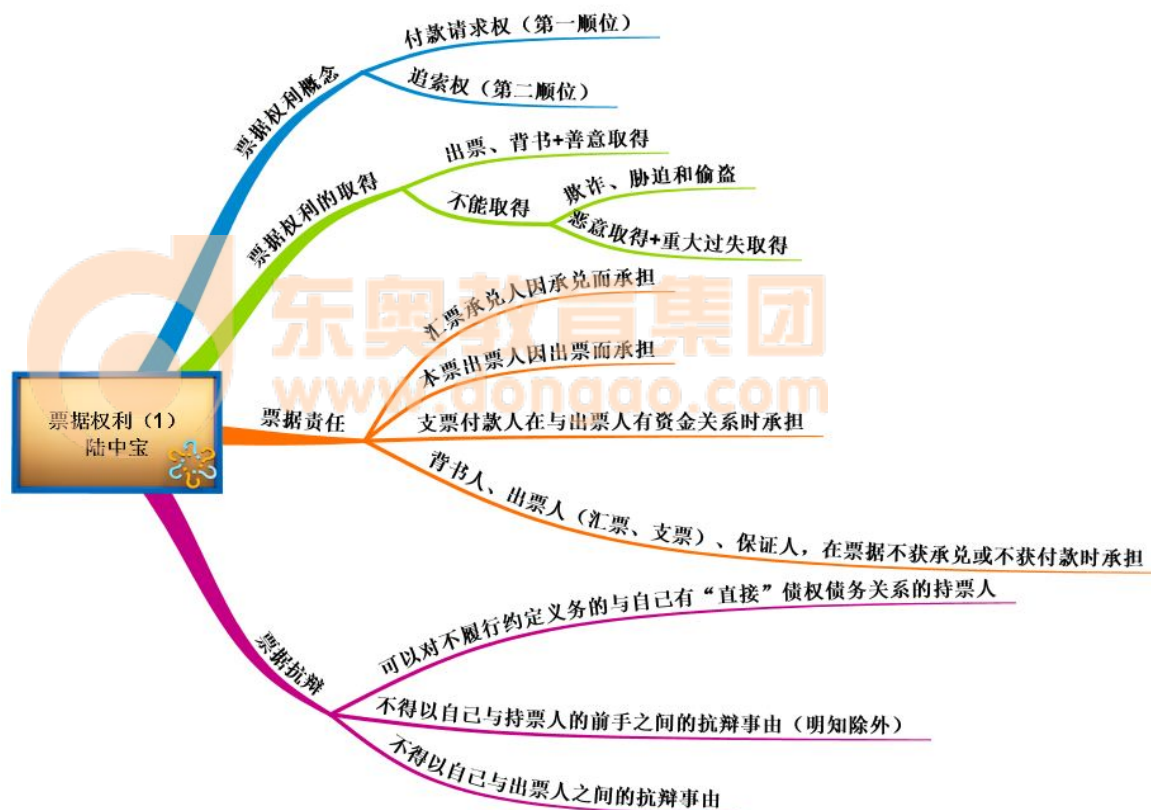 付款请求权（第一顺位）
追索权（第二顺位）
票据权利概念
出票、背书+善意取得
欺诈、胁迫和偷盗
不能取得
恶意取得+重大过失取得
票据权利的取得
汇票承兑人因承兑而承担
东奥教育集团
本票出票人因出票而承担
www.dongao.com
票据权利（1）
陆中宝
票据责任
支票付款人在与出票人有资金关系时承担
背书人、出票人（汇票、支票）、保证人，在票据不获承兑或不获付款时承担
可以对不履行约定义务的与自己有“直接”债权债务关系的持票人
票据抗辩
不得以自己与持票人的前手之间的抗辩事由（明知除外）
不得以自己与出票人之间的抗辩事由